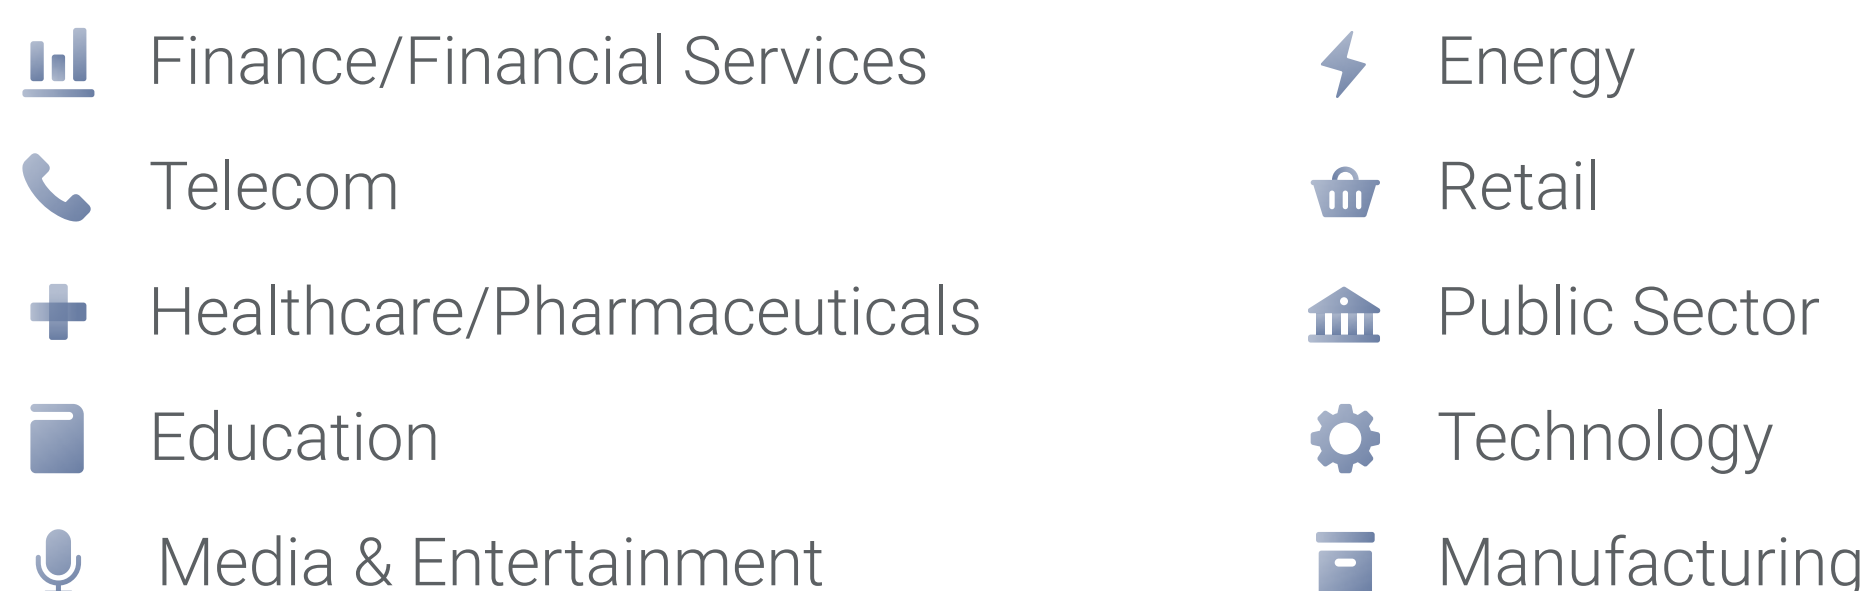 Finance/Financial Services
Telecom
Healthcare/Pharmaceuticals
Education
Media & Entertainment
Energy
Retail
Public Sector
Technology
Manufacturing